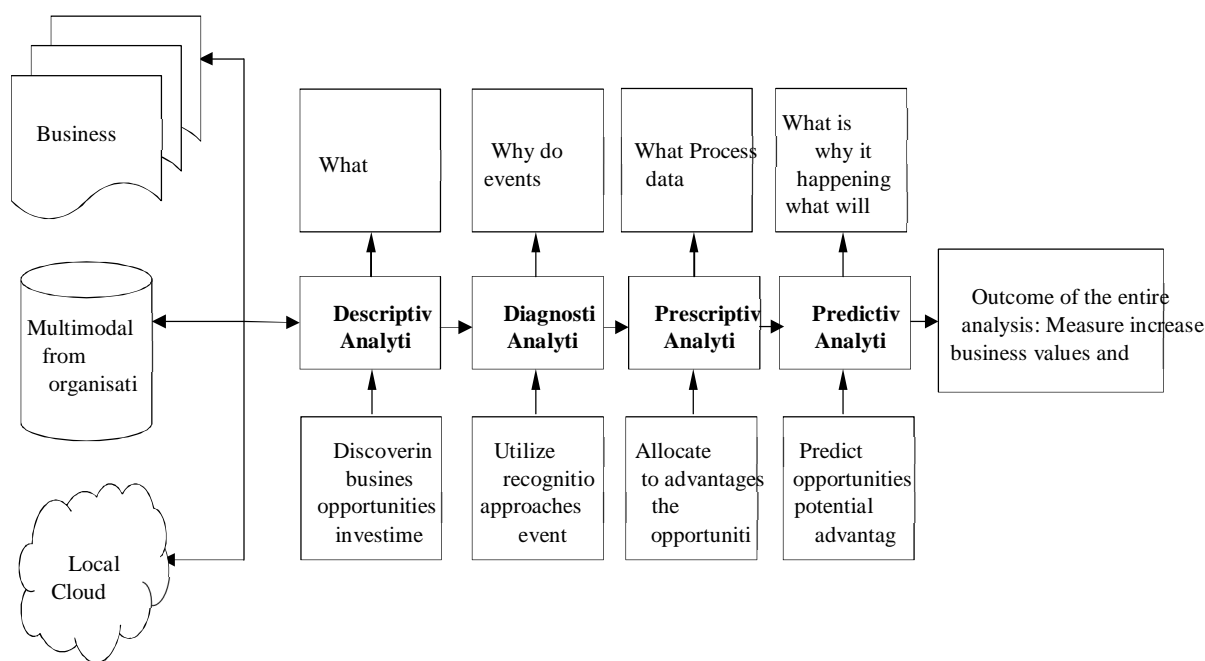 Business
Multimodal
from
organisati
Local
Cloud
What
Why do
events
What Process
data
What is
why it
happening
what will
Descriptiv
Analyti
Diagnosti
Analyti
Prescriptiv
Analyti
Predictiv
Analyti
Outcome of the entire
analysis: Measure increase
business values and
Discoverin
busines
opportunities
investime
Utilize
recognitio
approaches
event
Allocate
to advantages
the
opportuniti
Predict
opportunities
potential
advantag